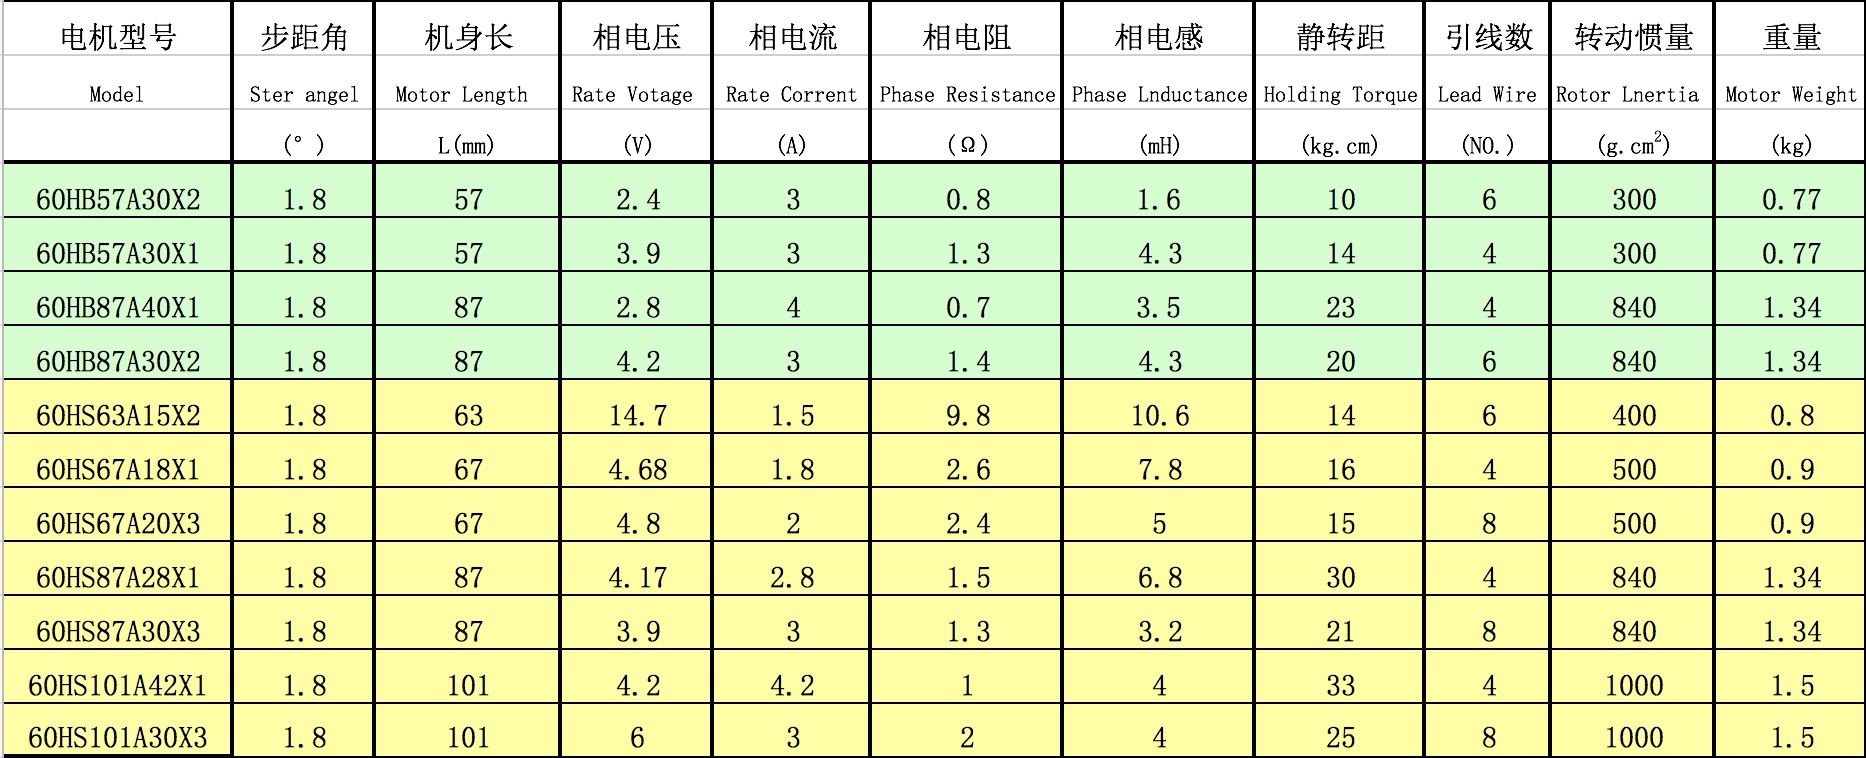 电机型号 步距角 机身长 相电压 相电流 相电阻 相电感 静转距 引线数 转动惯量 重量
Model Ster angel Motor Length Rate Votage Rate Corrent Phase Resistance Phase Lnductance Holding Torque Lead Wire Rotor Lnertia Motor Weight
(° ) L(mm) (V) (A) (Ω) (mH) (kg.cm) (NO.) (g.cm²) (kg)
60HB57A30X2 1.8 57 2.4 3 0.8 1.6 10 6 300 0.77
60HB57A30X1 1.8 57 3.9 3 1.3 4.3 14 4 300 0.77
60HB87A40X1 1.8 87 2.8 4 0.7 3.5 23 4 840 1.34
60HB87A30X2 1.8 87 4.2 3 1.4 4.3 20 6 840 1.34
60HS63A15X2 1.8 63 14.7 1.5 9.8 10.6 14 6 400 0.8
60HS67A18X1 1.8 67 4.68 1.8 2.6 7.8 16 4 500 0.9
60HS67A20X3 1.8 67 4.8 2 2.4 5 15 8 500 0.9
60HS87A28X1 1.8 87 4.17 2.8 1.5 6.8 30 4 840 1.34
60HS87A30X3 1.8 87 3.9 3 1.3 3.2 21 8 840 1.34
60HS101A42X1 1.8 101 4.2 4.2 1 4 33 4 1000 1.5
60HS101A30X3 1.8 101 6 3 2 4 25 8 1000 1.5